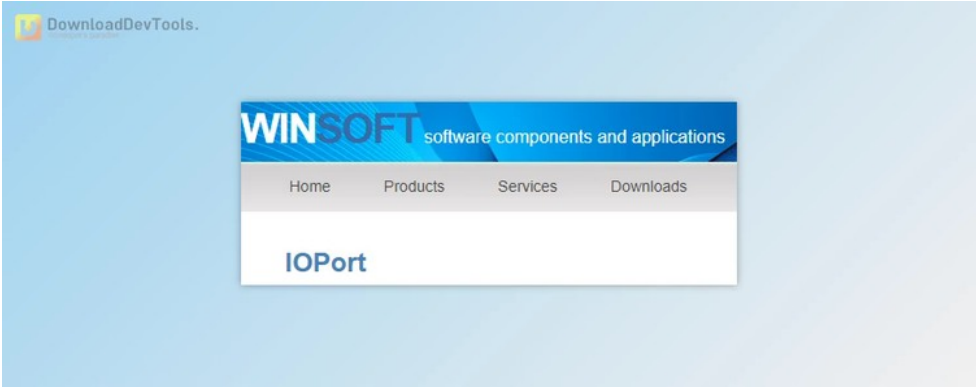 DownloadDevTools.
WINSOFT software components and applications
Home Products Services Downloads
IOPort